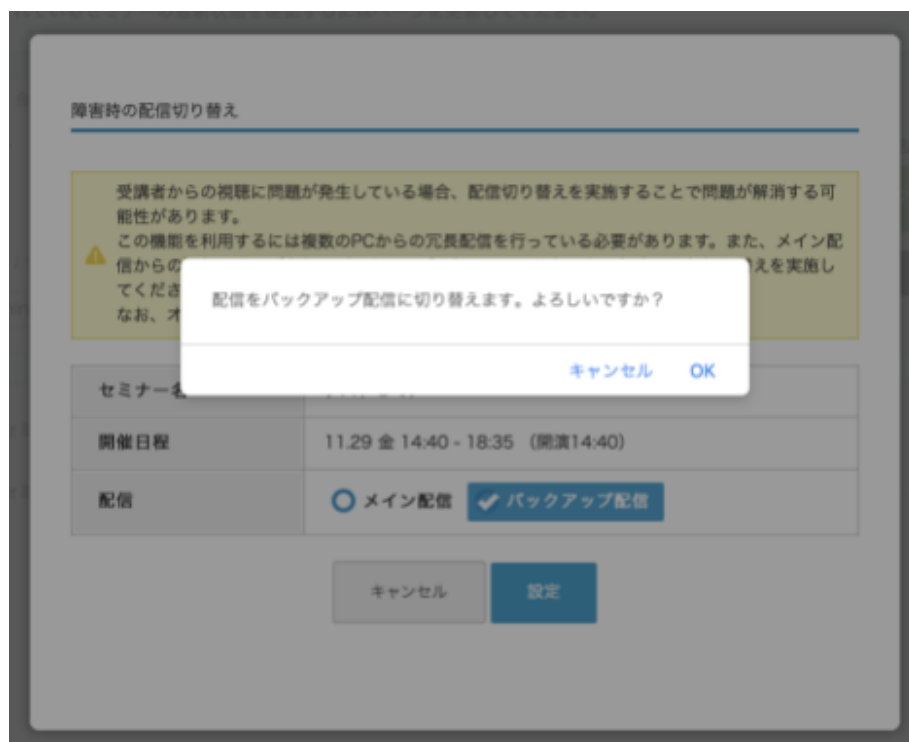 障害時の配信切り替え
受講者からの視聴に問題が発生している場合、配信切り替えを実施することで問題が解消する可
能性があります。
この機能を利用するには複数のPCからの冗長配信を行っている必要があります。また、メイン配
信からの
えを実施し
てくださ
なお、オ
配信をバックアップ配信に切り替えます。よろしいですか？
キャンセル OK
セミナー名
開催日程 11.29 金 14:40 - 18:35 （開演14:40）
配信 メイン配信 バックアップ配信
キャンセル 設定